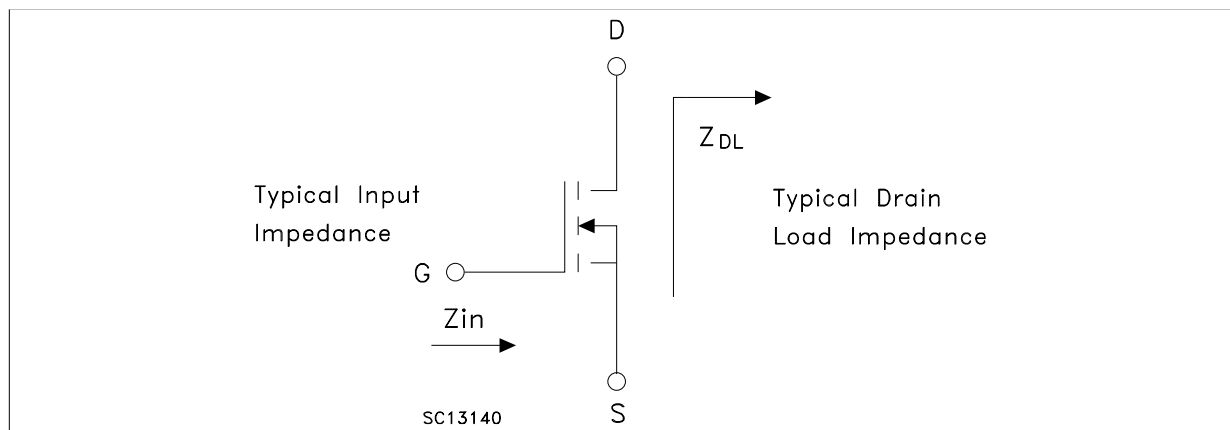 D
Z DL
Typical Input
Impedance
Typical Drain
Load Impedance
G
Zin
SC13140
S